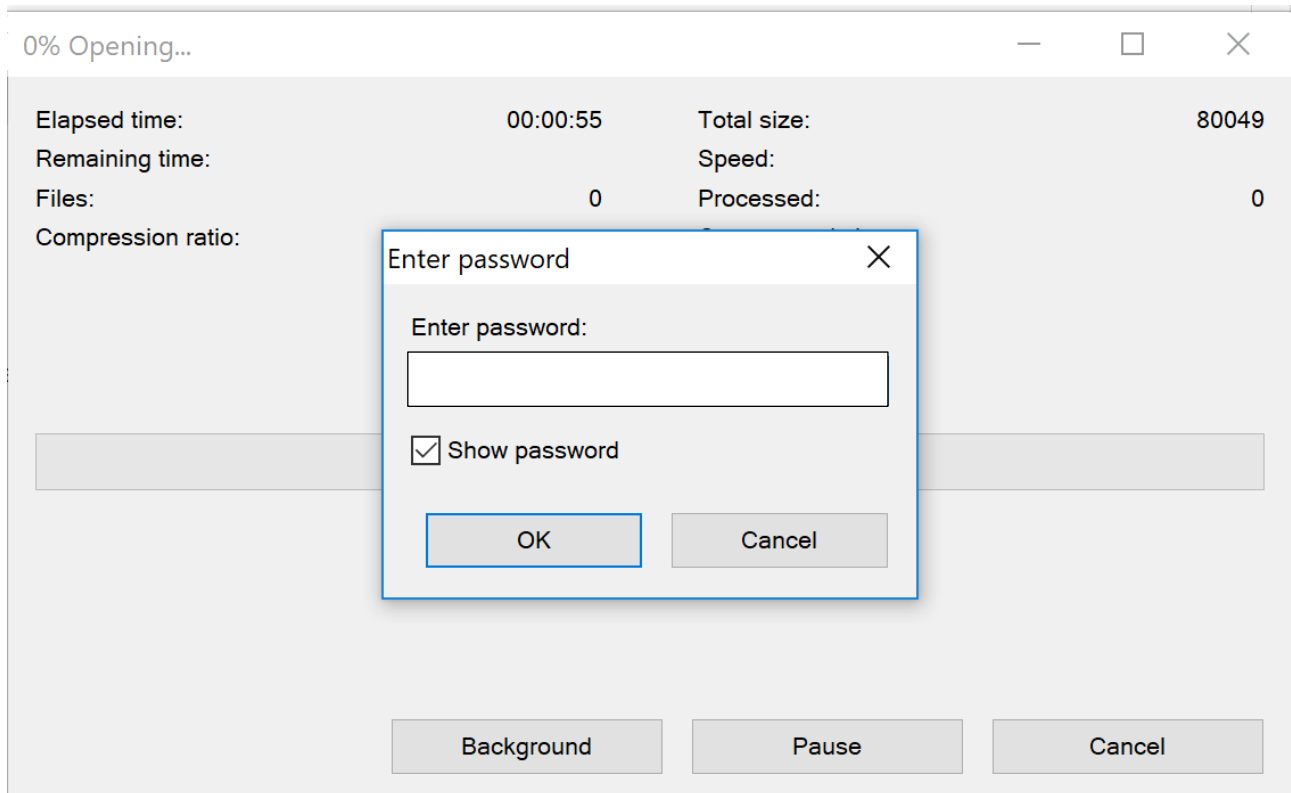 0% Opening...
Elapsed time: 00:00:55 Total size: 80049
Remaining time: Speed:
Files: 0 Processed: 0
Compression ratio:
Enter password
Enter password:
Show password
OK Cancel
Background Pause Cancel